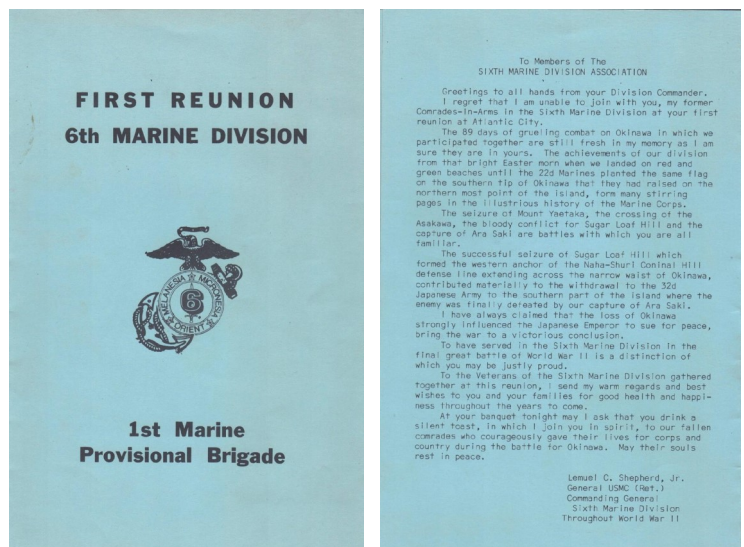 FIRST REUNION
6th MARINE DIVISION
MELANESIA ★ MICRONESIA
6
ORIENT
1st Marine
Provisional Brigade
To Members of The
SIXTH MARINE DIVISION ASSOCIATION
Greetings to all hands from your Division Commander.
I regret that I am unable to join with you, my former
Comrades-In-Arms in the Sixth Marine Division at your first
reunion at Atlantic City.
The 89 days of grueling combat on Okinawa in which we
participated together are still fresh in my memory as I am
sure they are in yours. The achievements of our division
from that bright Easter morn when we landed on red and
green beaches until the 22d Marines planted the same flag
on the southern tip of Okinawa that they had raised on the
northern most point of the island, form many stirring
pages in the illustrious history of the Marine Corps.
The seizure of Mount Yaetaka, the crossing of the
Asakawa, the bloody conflict for Sugar Loaf Hill and the
capture of Ara Saki are battles with which you are all
familiar.
The successful seizure of Sugar Loaf Hill which
formed the western anchor of the Naha-Shuri Coninal Hill
defense line extending across the narrow waist of Okinawa,
contributed materially to the withdrawal to the 32d
Japanese Army to the southern part of the island where the
enemy was finally defeated by our capture of Ara Saki.
I have always claimed that the loss of Okinawa
strongly influenced the Japanese Emperor to sue for peace,
bring the war to a victorious conclusion.
To have served in the Sixth Marine Division in the
final great battle of World War II is a distinction of
which you may be justly proud.
To the Veterans of the Sixth Marine Division gathered
together at this reunion, I send my warm regards and best
wishes to you and your families for good health and happi-
ness throughout the years to come.
At your banquet tonight may I ask that you drink a
silent toast, in which I join you in spirit, to our fallen
comrades who courageously gave their lives for corps and
country during the battle for Okinawa. May their souls
rest in peace.
Lemuel C. Shepherd, Jr.
General USMC (Ret.)
Commanding General
Sixth Marine Division
Throughout World War II